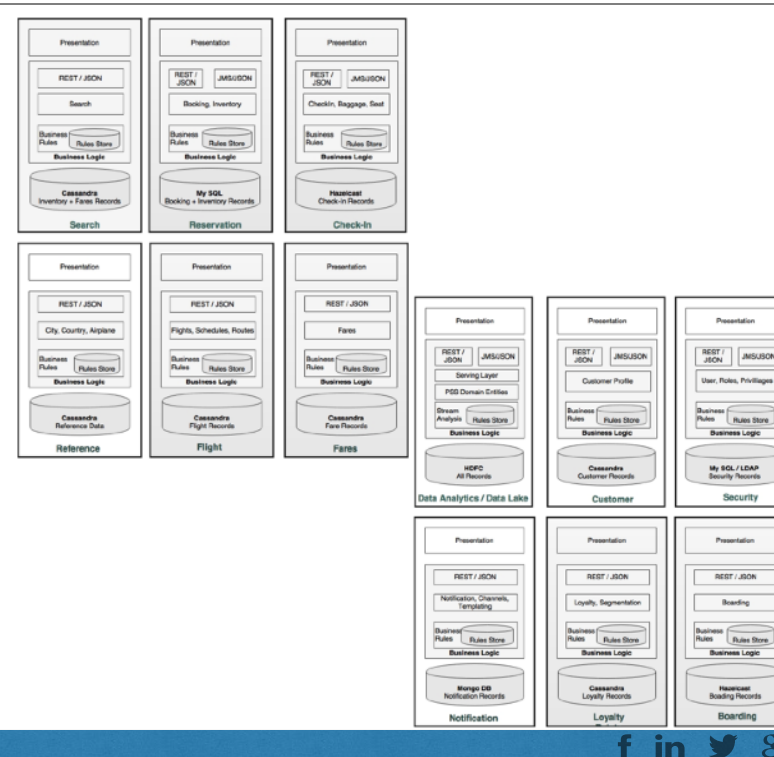 Presentation
REST / JSON
Search
Business Rules
Rules Store
Business Logic
Cassandra
Inventory + Fares Records
Search
Presentation
REST / JSON
JMS/JSON
Booking, Inventory
Business Rules
Rules Store
Business Logic
My SQL
Booking + Inventory Records
Reservation
Presentation
REST / JSON
JMS/JSON
CheckIn, Baggage, Seat
Business Rules
Rules Store
Business Logic
Hazelcast
Check-in Records
Check-In
Presentation
REST / JSON
City, Country, Airplane
Business Rules
Rules Store
Business Logic
Cassandra
Reference Data
Reference
Presentation
REST / JSON
Flights, Schedules, Routes
Business Rules
Rules Store
Business Logic
Cassandra
Flight Records
Flight
Presentation
REST / JSON
Fares
Business Rules
Rules Store
Business Logic
Cassandra
Fare Records
Fares
Presentation
REST / JSON
JMS/JSON
Serving Layer
PSS Domain Entities
Stream Analysis
Rules Store
Business Logic
HDFC
All Records
Data Analytics / Data Lake
Presentation
REST / JSON
JMS/JSON
Customer Profile
Business Rules
Rules Store
Business Logic
Cassandra
Customer Records
Customer
Presentation
REST / JSON
JMS/JSON
User, Roles, Privilliages
Business Rules
Rules Store
Business Logic
My SQL / LDAP
Security Records
Security
Presentation
REST / JSON
Notification, Channels,
Templating
Business Rules
Rules Store
Business Logic
Mongo DB
Notification Records
Notification
Presentation
REST / JSON
Loyalty, Segmentation
Business Rules
Rules Store
Business Logic
Cassandra
Loyalty Records
Loyalty
Presentation
REST / JSON
Boarding
Business Rules
Rules Store
Business Logic
Hazelcast
Boading Records
Boarding
f in